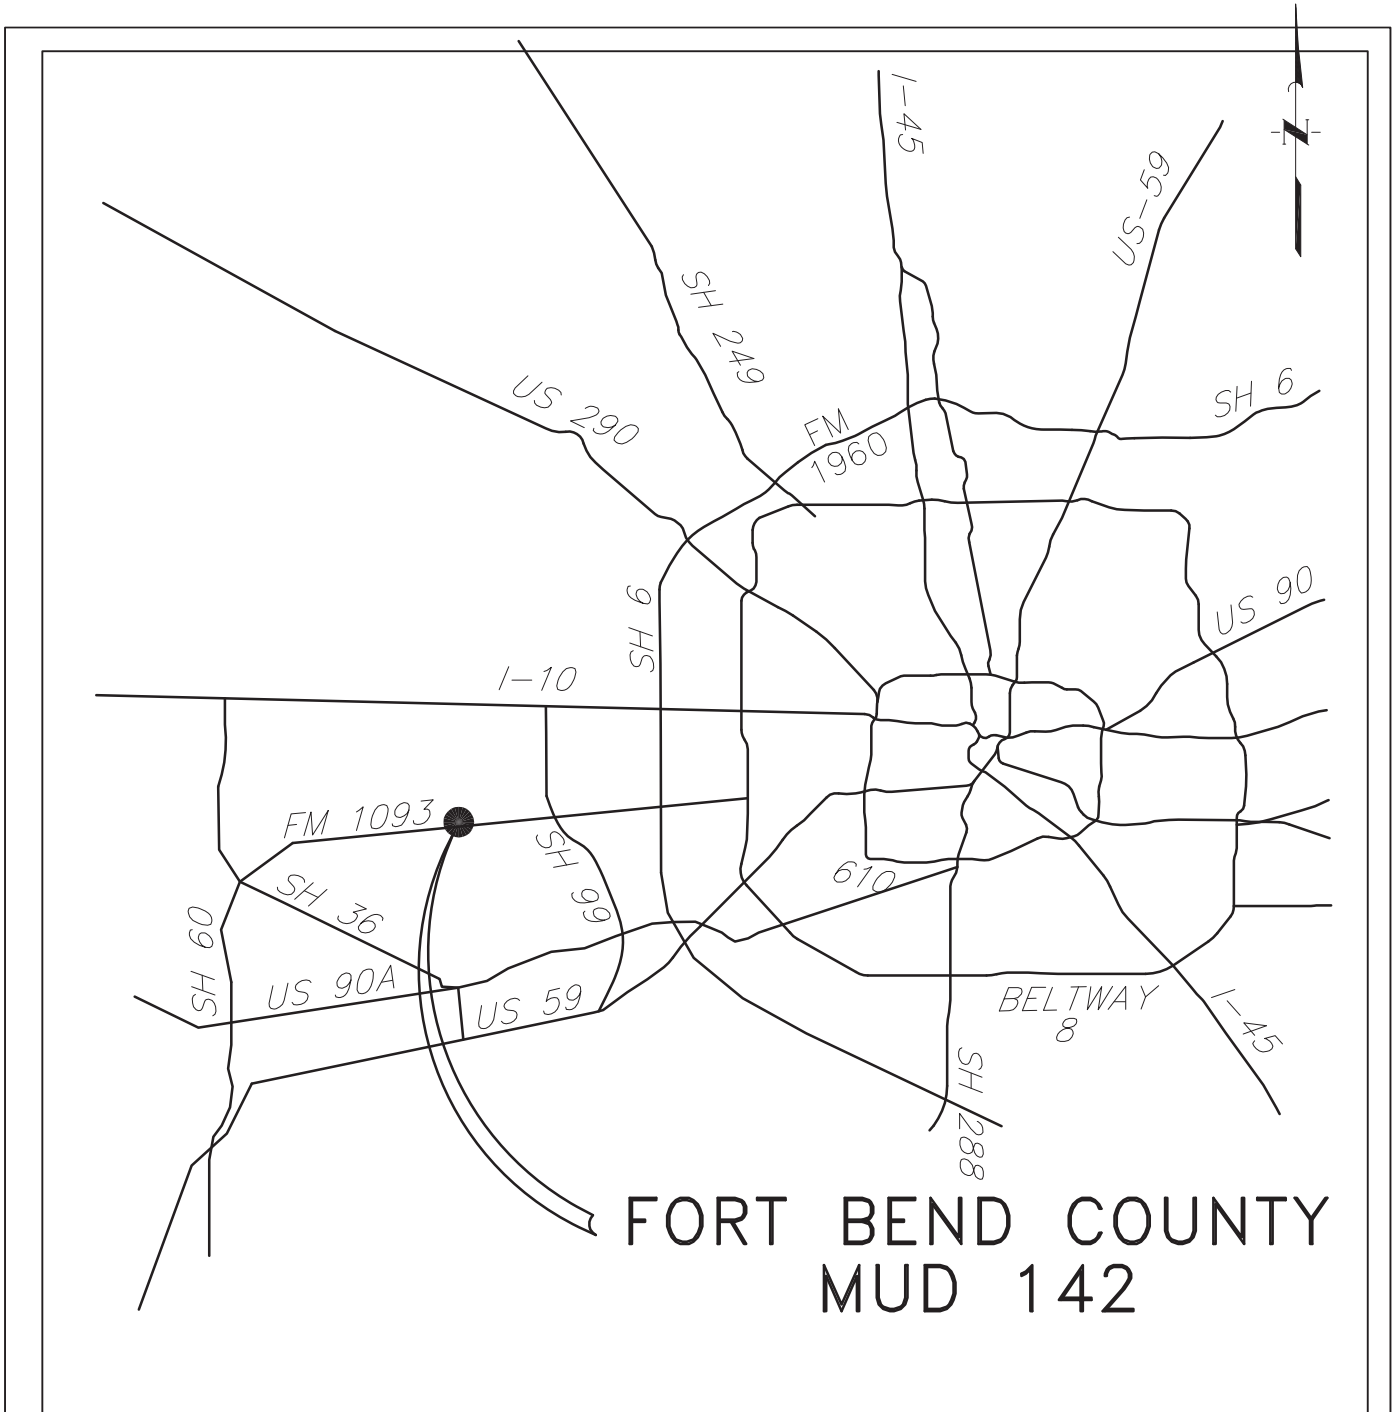 N
I-45
US-59
SH 249
US 290
SH 6
FM
1960
US 90
SH 6
I-10
FM 1093
SH 99
610
SH 36
SH 60
US 90A
US 59
BELTWAY
8
I-45
SH 288
FORT BEND COUNTY
MUD 142